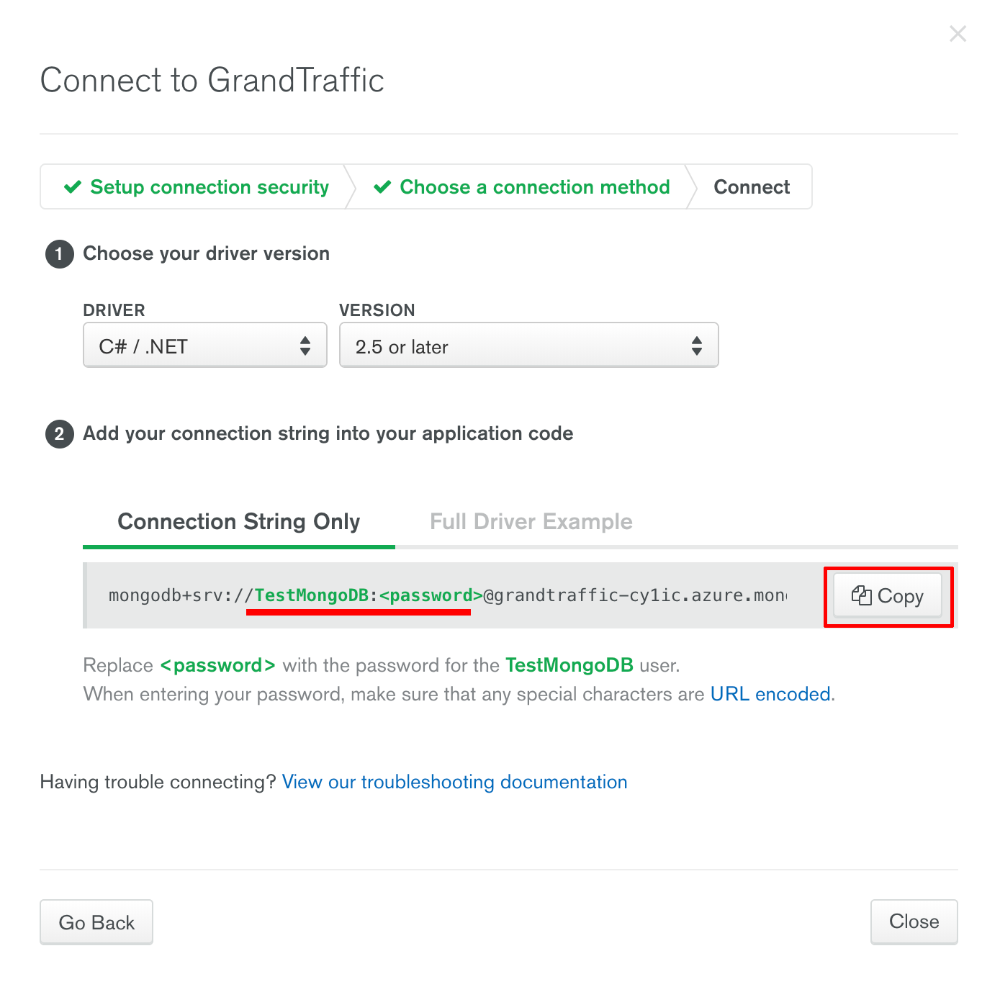 Connect to GrandTraffic
Setup connection security
Choose a connection method
Connect
1 Choose your driver version
DRIVER
VERSION
C# / .NET
2.5 or later
2 Add your connection string into your application code
Connection String Only
Full Driver Example
mongodb+srv://TestMongoDB:<password>@grandtraffic-cy1ic.azure.mon
Copy
Replace <password> with the password for the TestMongoDB user.
When entering your password, make sure that any special characters are URL encoded.
Having trouble connecting? View our troubleshooting documentation
Go Back
Close